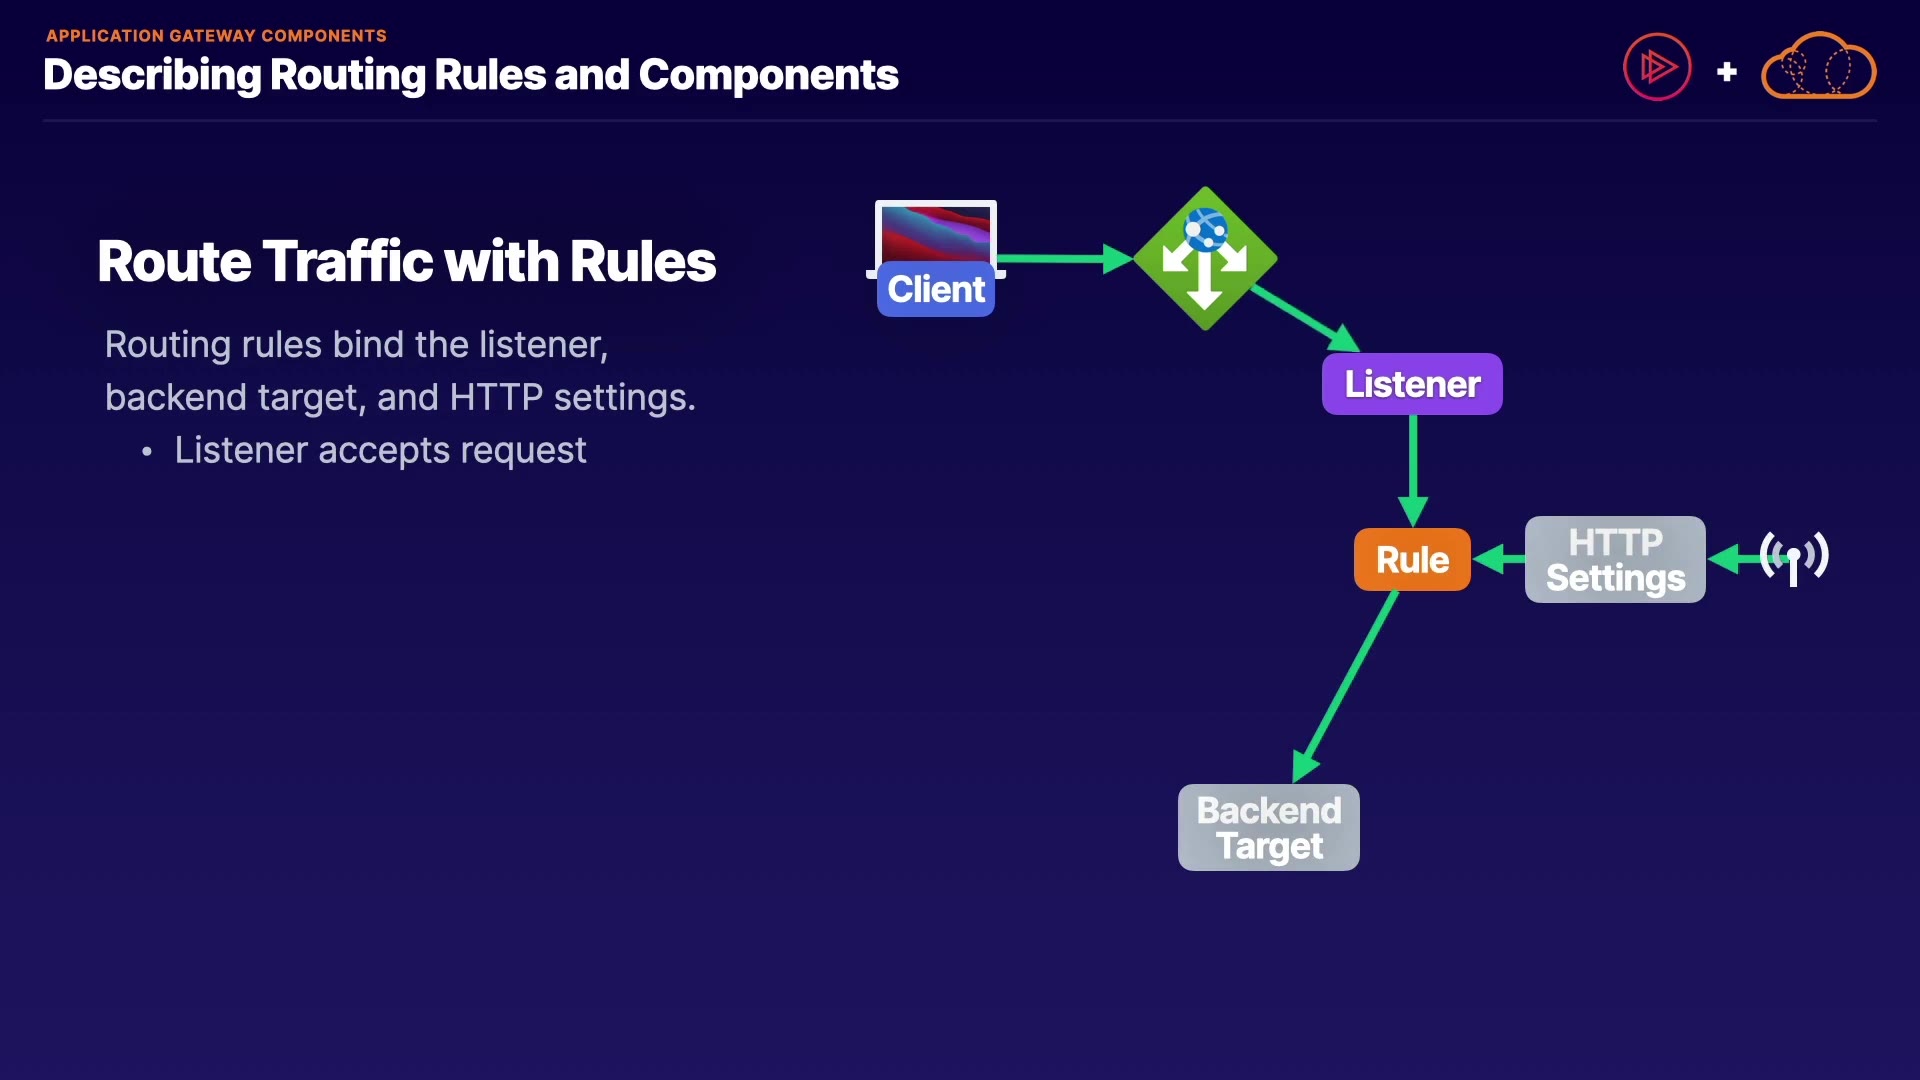 APPLICATION GATEWAY COMPONENTS
Describing Routing Rules and Components
Route Traffic with Rules
Routing rules bind the listener,
backend target, and HTTP settings.
• Listener accepts request
Client
Listener
Rule
HTTP
Settings
Backend
Target